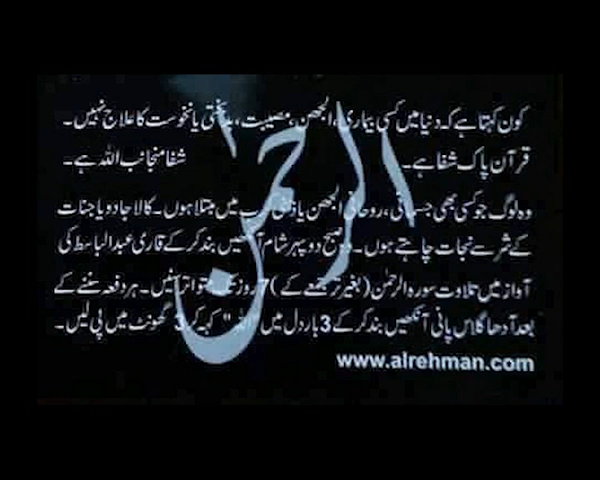 کون کہتا ہے کہ دنیا میں کسی بیماری، الجھن، مصیبت، بدبختی یا نحوست کا علاج نہیں۔
قرآن پاک شفا ہے۔ شفا منجانب اللہ ہے۔
وہ لوگ جو کسی بھی جسمانی، روحانی الجھن یا ذہنی میں مبتلا ہوں۔ کالا جادو یا جنات
کے شر سے نجات چاہتے ہوں۔ وہ صبح دوپہر شام آنکھیں بند کر کے قاری عبدالباسط کی
آواز میں تلاوت سورہ الرحمٰن (بغیر ترجمے کے) 7 روز تک متواتر سنیں۔ ہر دفعہ سننے کے
بعد آدھا گلاس پانی آنکھیں بند کر کے 3 بار دل میں "اللہ" کہہ کر 3 گھونٹ میں پی لیں۔
الرحمٰن
www.alrehman.com